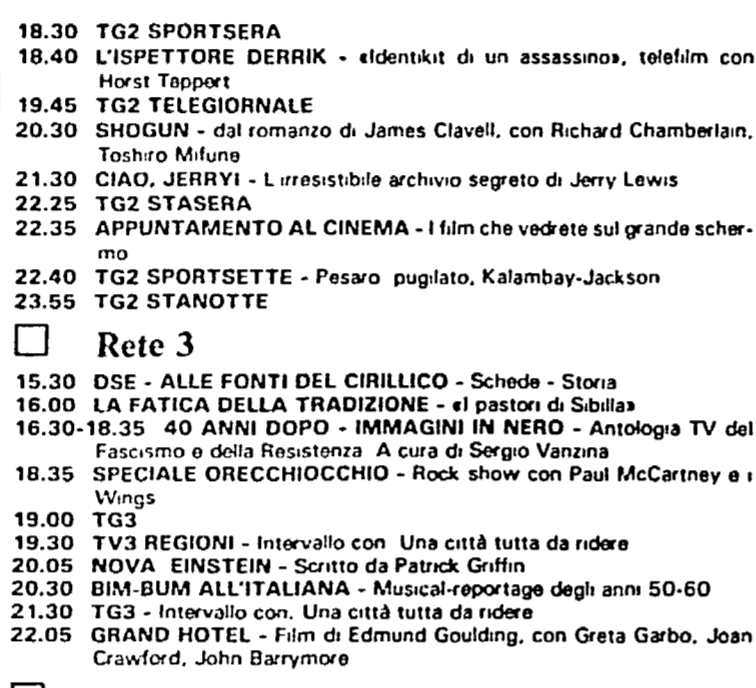 18.30 TG2 SPORTSERA
18.40 L'ISPETTORE DERRIK - «Identikit di un assassino», telefilm con
Horst Tappert
19.45 TG2 TELEGIORNALE
20.30 SHOGUN - dal romanzo di James Clavell, con Richard Chamberlain,
Toshiro Mifune
21.30 CIAO, JERRY! - L irresistibile archivio segreto di Jerry Lewis
22.25 TG2 STASERA
22.35 APPUNTAMENTO AL CINEMA - I film che vedrete sul grande scher-
mo
22.40 TG2 SPORTSETTE - Pesaro pugilato, Kalambay-Jackson
23.55 TG2 STANOTTE
Rete 3
15.30 DSE - ALLE FONTI DEL CIRILLICO - Schede - Storia
16.00 LA FATICA DELLA TRADIZIONE - «I pastori di Sibilla»
16.30-18.35 40 ANNI DOPO - IMMAGINI IN NERO - Antologia TV del
Fascismo e della Resistenza A cura di Sergio Vanzina
18.35 SPECIALE ORECCHIOCCHIO - Rock show con Paul McCartney e i
Wings
19.00 TG3
19.30 TV3 REGIONI - Intervallo con Una città tutta da ridere
20.05 NOVA EINSTEIN - Scritto da Patrick Griffin
20.30 BIM-BUM ALL'ITALIANA - Musical-reportage degli anni 50-60
21.30 TG3 - Intervallo con. Una città tutta da ridere
22.05 GRAND HOTEL - Film di Edmund Goulding, con Greta Garbo, Joan
Crawford, John Barrymore